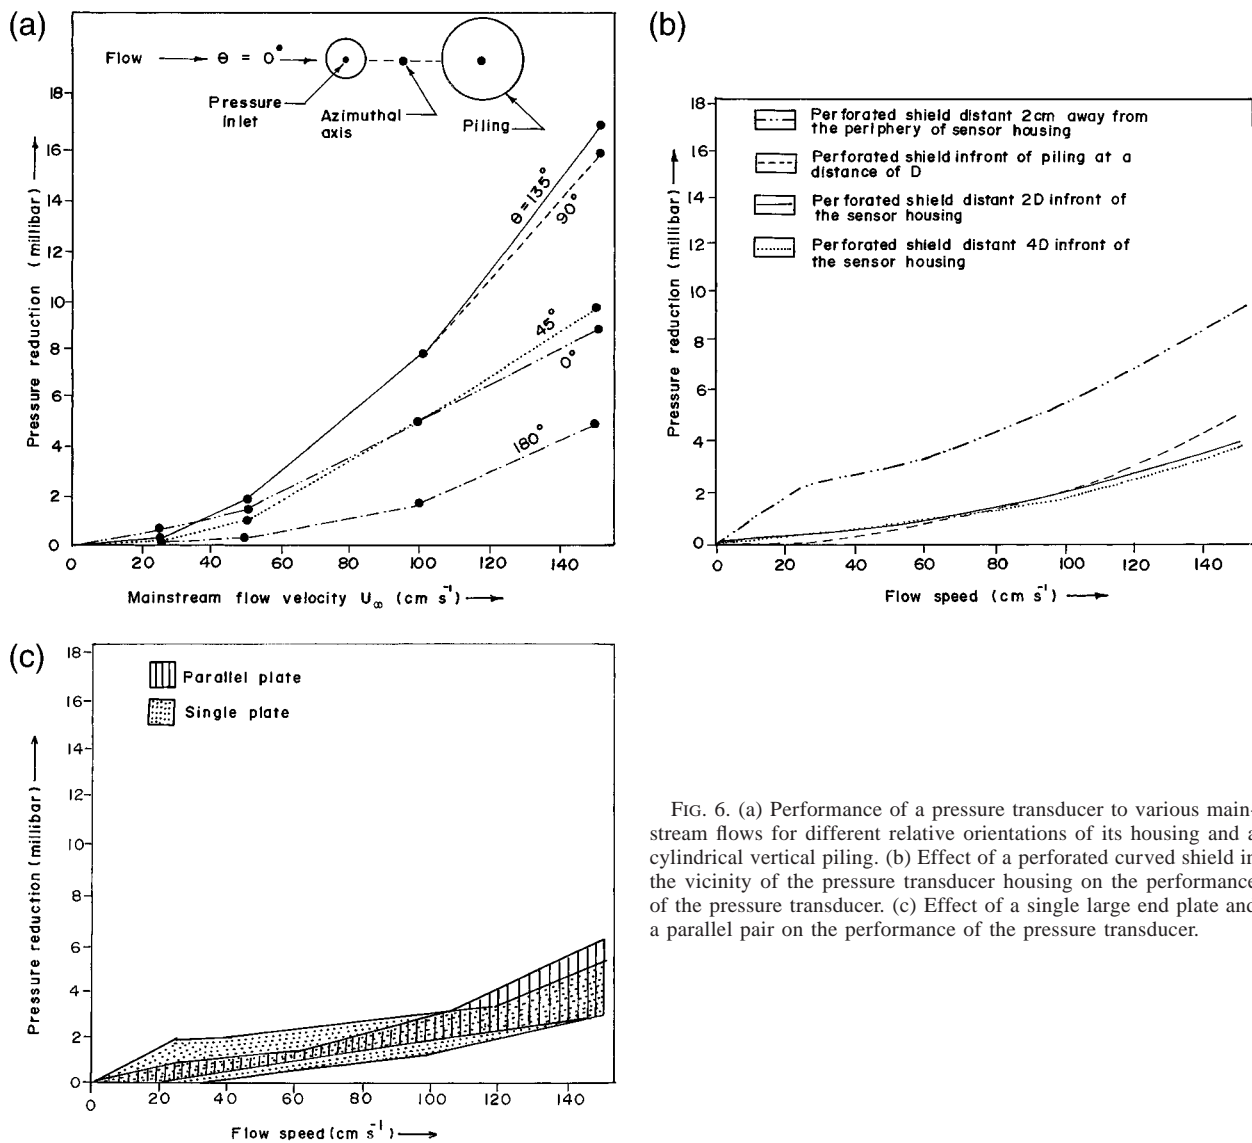 (a)
Flow
θ = 0°
Pressure
Inlet
Azimuthal
axis
Piling
Pressure reduction (millibar)
18
16
14
12
10
8
6
4
2
0
θ=135°
90°
45°
0°
180°
0 20 40 60 80 100 120 140
Mainstream flow velocity U∞ (cm s⁻¹)
(b)
Perforated shield distant 2cm away from
the periphery of sensor housing
Perforated shield infront of piling at a
distance of D
Perforated shield distant 2D infront of
the sensor housing
Perforated shield distant 4D infront of
the sensor housing
Pressure reduction (millibar)
18
16
14
12
10
8
6
4
2
0
0 20 40 60 80 100 120 140
Flow speed (cm s⁻¹)
(c)
Parallel plate
Single plate
Pressure reduction (millibar)
18
16
14
12
10
8
6
4
2
0
0 20 40 60 80 100 120 140
Flow speed (cm s⁻¹)
FIG. 6. (a) Performance of a pressure transducer to various main-
stream flows for different relative orientations of its housing and a
cylindrical vertical piling. (b) Effect of a perforated curved shield in
the vicinity of the pressure transducer housing on the performance
of the pressure transducer. (c) Effect of a single large end plate and
a parallel pair on the performance of the pressure transducer.